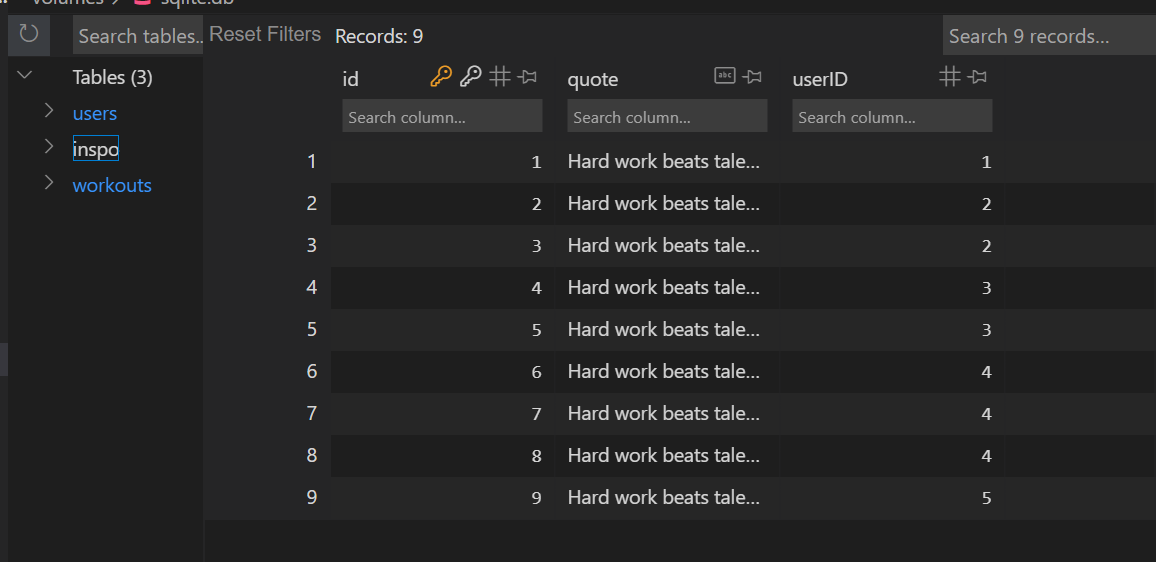 volumes > sqlite.db
Search tables... Reset Filters Records: 9 Search 9 records...
Tables (3)
users
inspo
workouts
id quote abc userID
Search column... Search column... Search column...
1 1 Hard work beats tale... 1
2 2 Hard work beats tale... 2
3 3 Hard work beats tale... 2
4 4 Hard work beats tale... 3
5 5 Hard work beats tale... 3
6 6 Hard work beats tale... 4
7 7 Hard work beats tale... 4
8 8 Hard work beats tale... 4
9 9 Hard work beats tale... 5